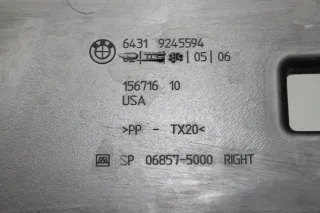 6431 9245594
05 | 06
156716 10
USA
>PP - TX20<
SP 06857-5000 RIGHT